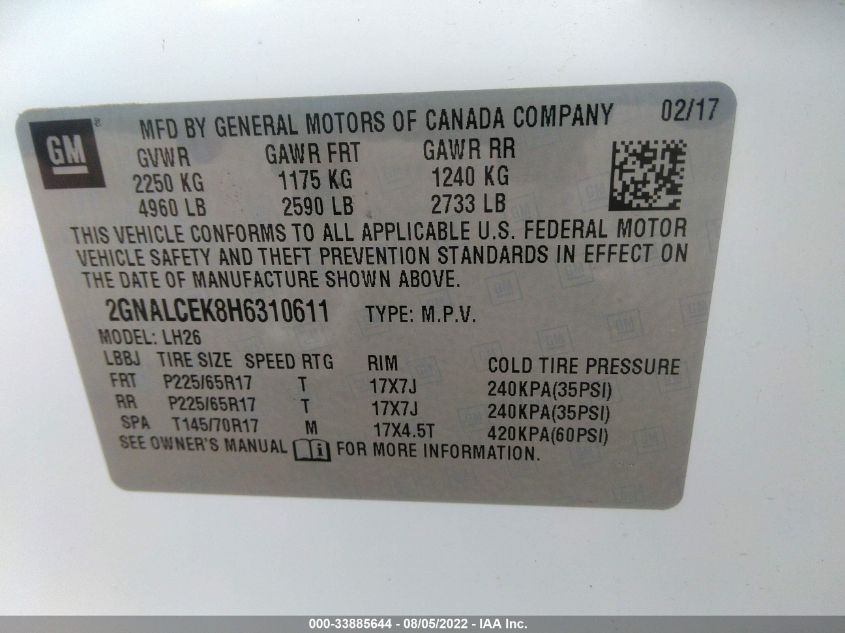 GM ®
MFD BY GENERAL MOTORS OF CANADA COMPANY 02/17
GVWR GAWR FRT GAWR RR
2250 KG 1175 KG 1240 KG
4960 LB 2590 LB 2733 LB
THIS VEHICLE CONFORMS TO ALL APPLICABLE U.S. FEDERAL MOTOR
VEHICLE SAFETY AND THEFT PREVENTION STANDARDS IN EFFECT ON
THE DATE OF MANUFACTURE SHOWN ABOVE.
2GNALCEK8H6310611 TYPE: M.P.V.
MODEL: LH26
LBBJ TIRE SIZE SPEED RTG RIM COLD TIRE PRESSURE
FRT P225/65R17 T 17X7J 240KPA(35PSI)
RR P225/65R17 T 17X7J 240KPA(35PSI)
SPA T145/70R17 M 17X4.5T 420KPA(60PSI)
SEE OWNER'S MANUAL FOR MORE INFORMATION.
000-33885644 - 08/05/2022 - IAA Inc.